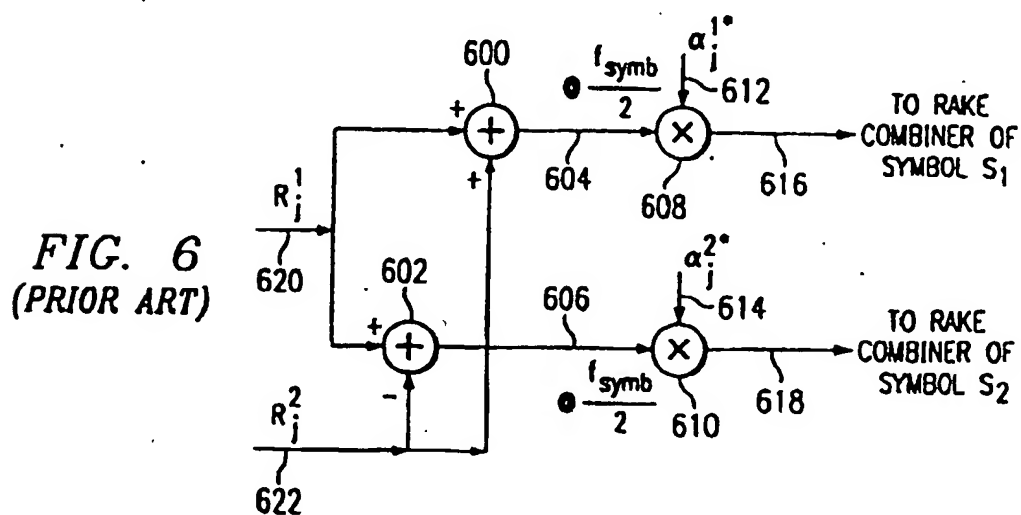 600
α_j^{1*}
f_symb
2
612
+
+
×
+
604
608
616
TO RAKE
COMBINER OF
SYMBOL S_1
R_j^1
620
FIG. 6
(PRIOR ART)
602
+
+
-
606
α_j^{2*}
614
×
f_symb
2
610
618
TO RAKE
COMBINER OF
SYMBOL S_2
R_j^2
622